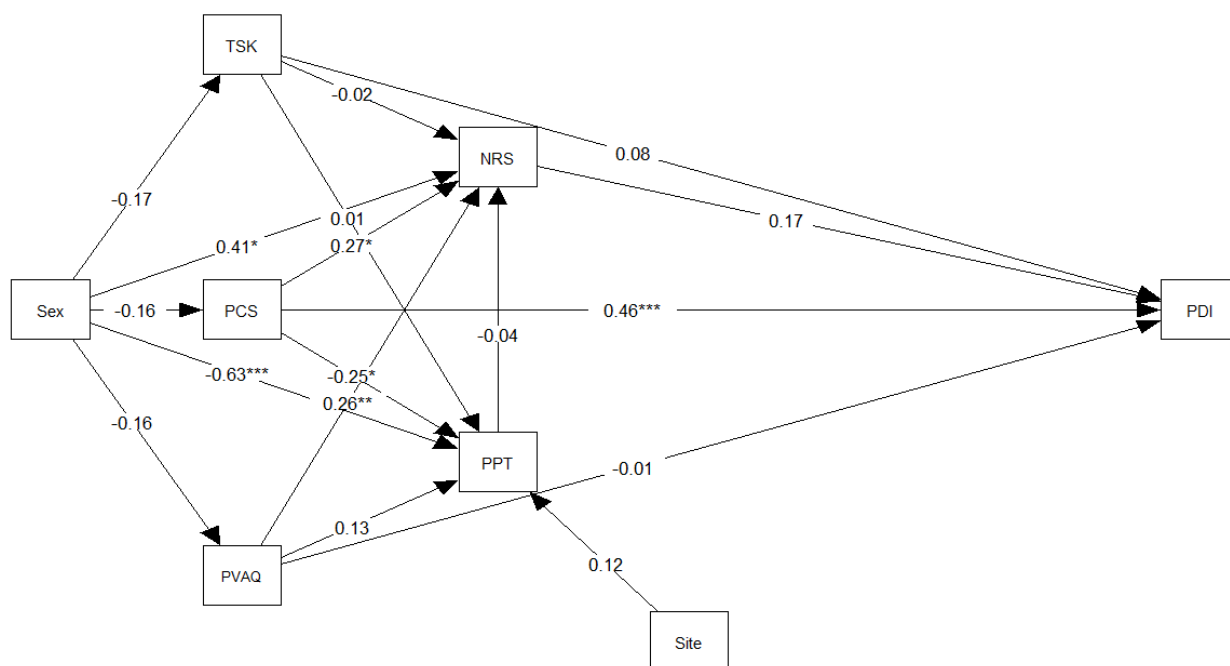 TSK
-0.02
NRS
0.08
-0.17
0.01
0.17
0.41*
0.27*
Sex
-0.16
PCS
0.46***
PDI
-0.04
-0.63***
-0.25*
0.26**
-0.16
PPT
-0.01
0.13
PVAQ
0.12
Site